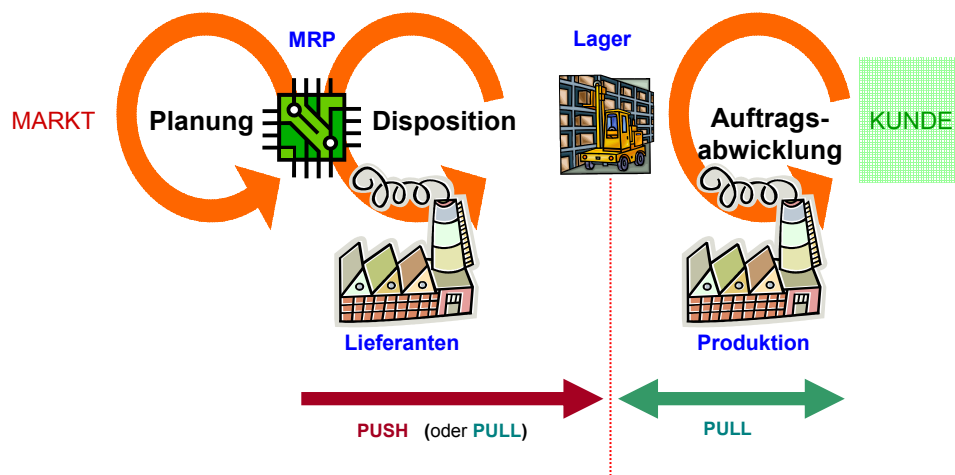 MRP
Lager
MARKT
Planung
Disposition
Auftrags-
abwicklung
KUNDE
Lieferanten
Produktion
PUSH (oder PULL)
PULL